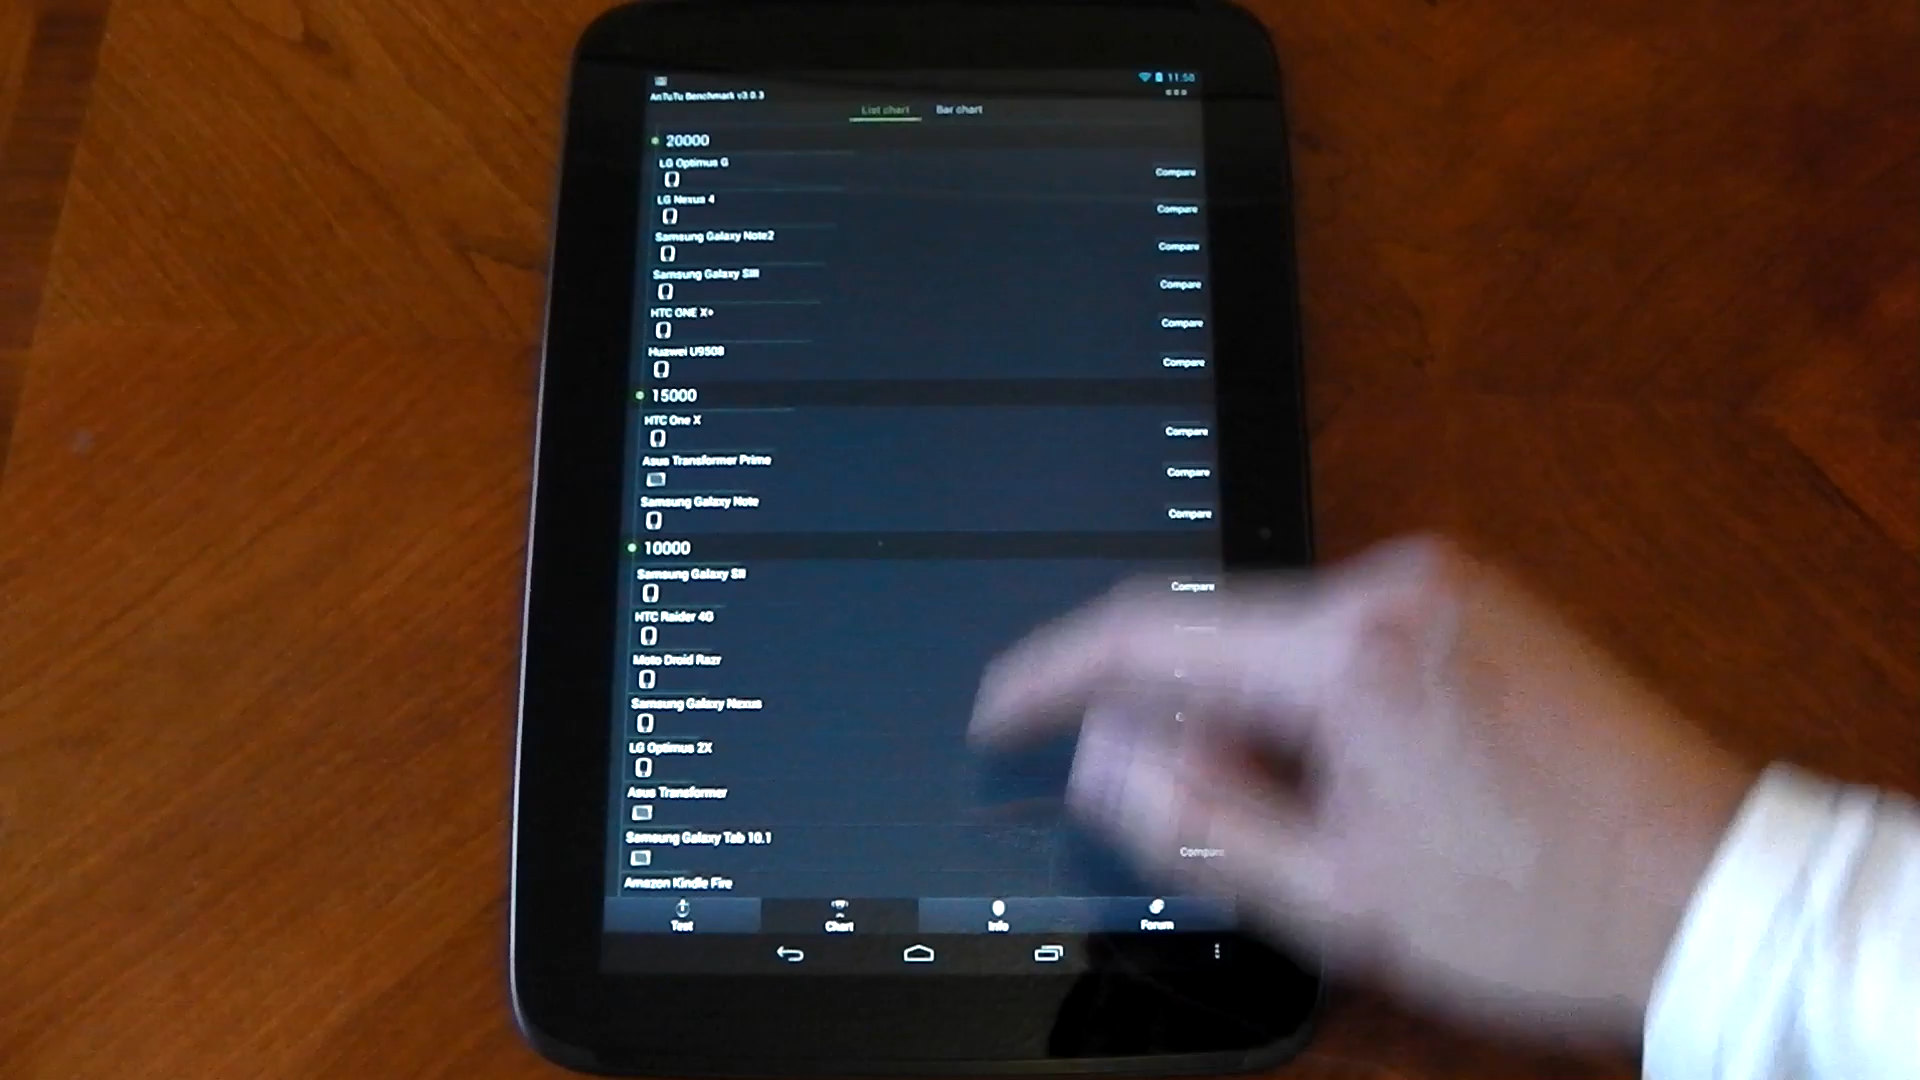 11:50
AnTuTu Benchmark v3.0.3
List chart Bar chart
20000
LG Optimus G
Compare
LG Nexus 4
Compare
Samsung Galaxy Note2
Compare
Samsung Galaxy SIII
Compare
HTC ONE X+
Compare
Huawei U9508
Compare
15000
HTC One X
Compare
Asus Transformer Prime
Compare
Samsung Galaxy Note
Compare
10000
Samsung Galaxy SII
Compare
HTC Raider 4G
Moto Droid Razr
Samsung Galaxy Nexus
LG Optimus 2X
Asus Transformer
Samsung Galaxy Tab 10.1
Compare
Amazon Kindle Fire
Test Chart Info Forum